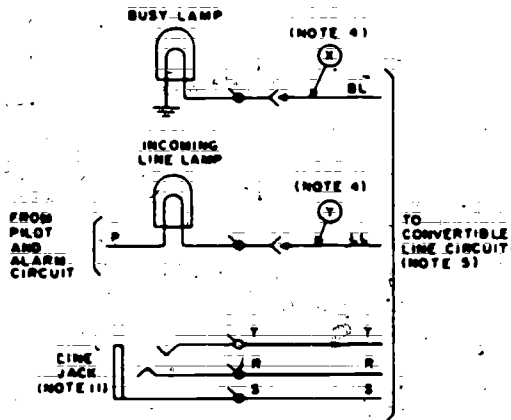 BUSY LAMP
(NOTE 4)
X
BL
INCOMING
LINE LAMP
(NOTE 4)
Y
LL
FROM
PILOT
AND
ALARM
CIRCUIT
P
TO
CONVERTIBLE
LINE CIRCUIT
(NOTE 5)
LINE
JACK
(NOTE 11)
T
T
R
R
S
S